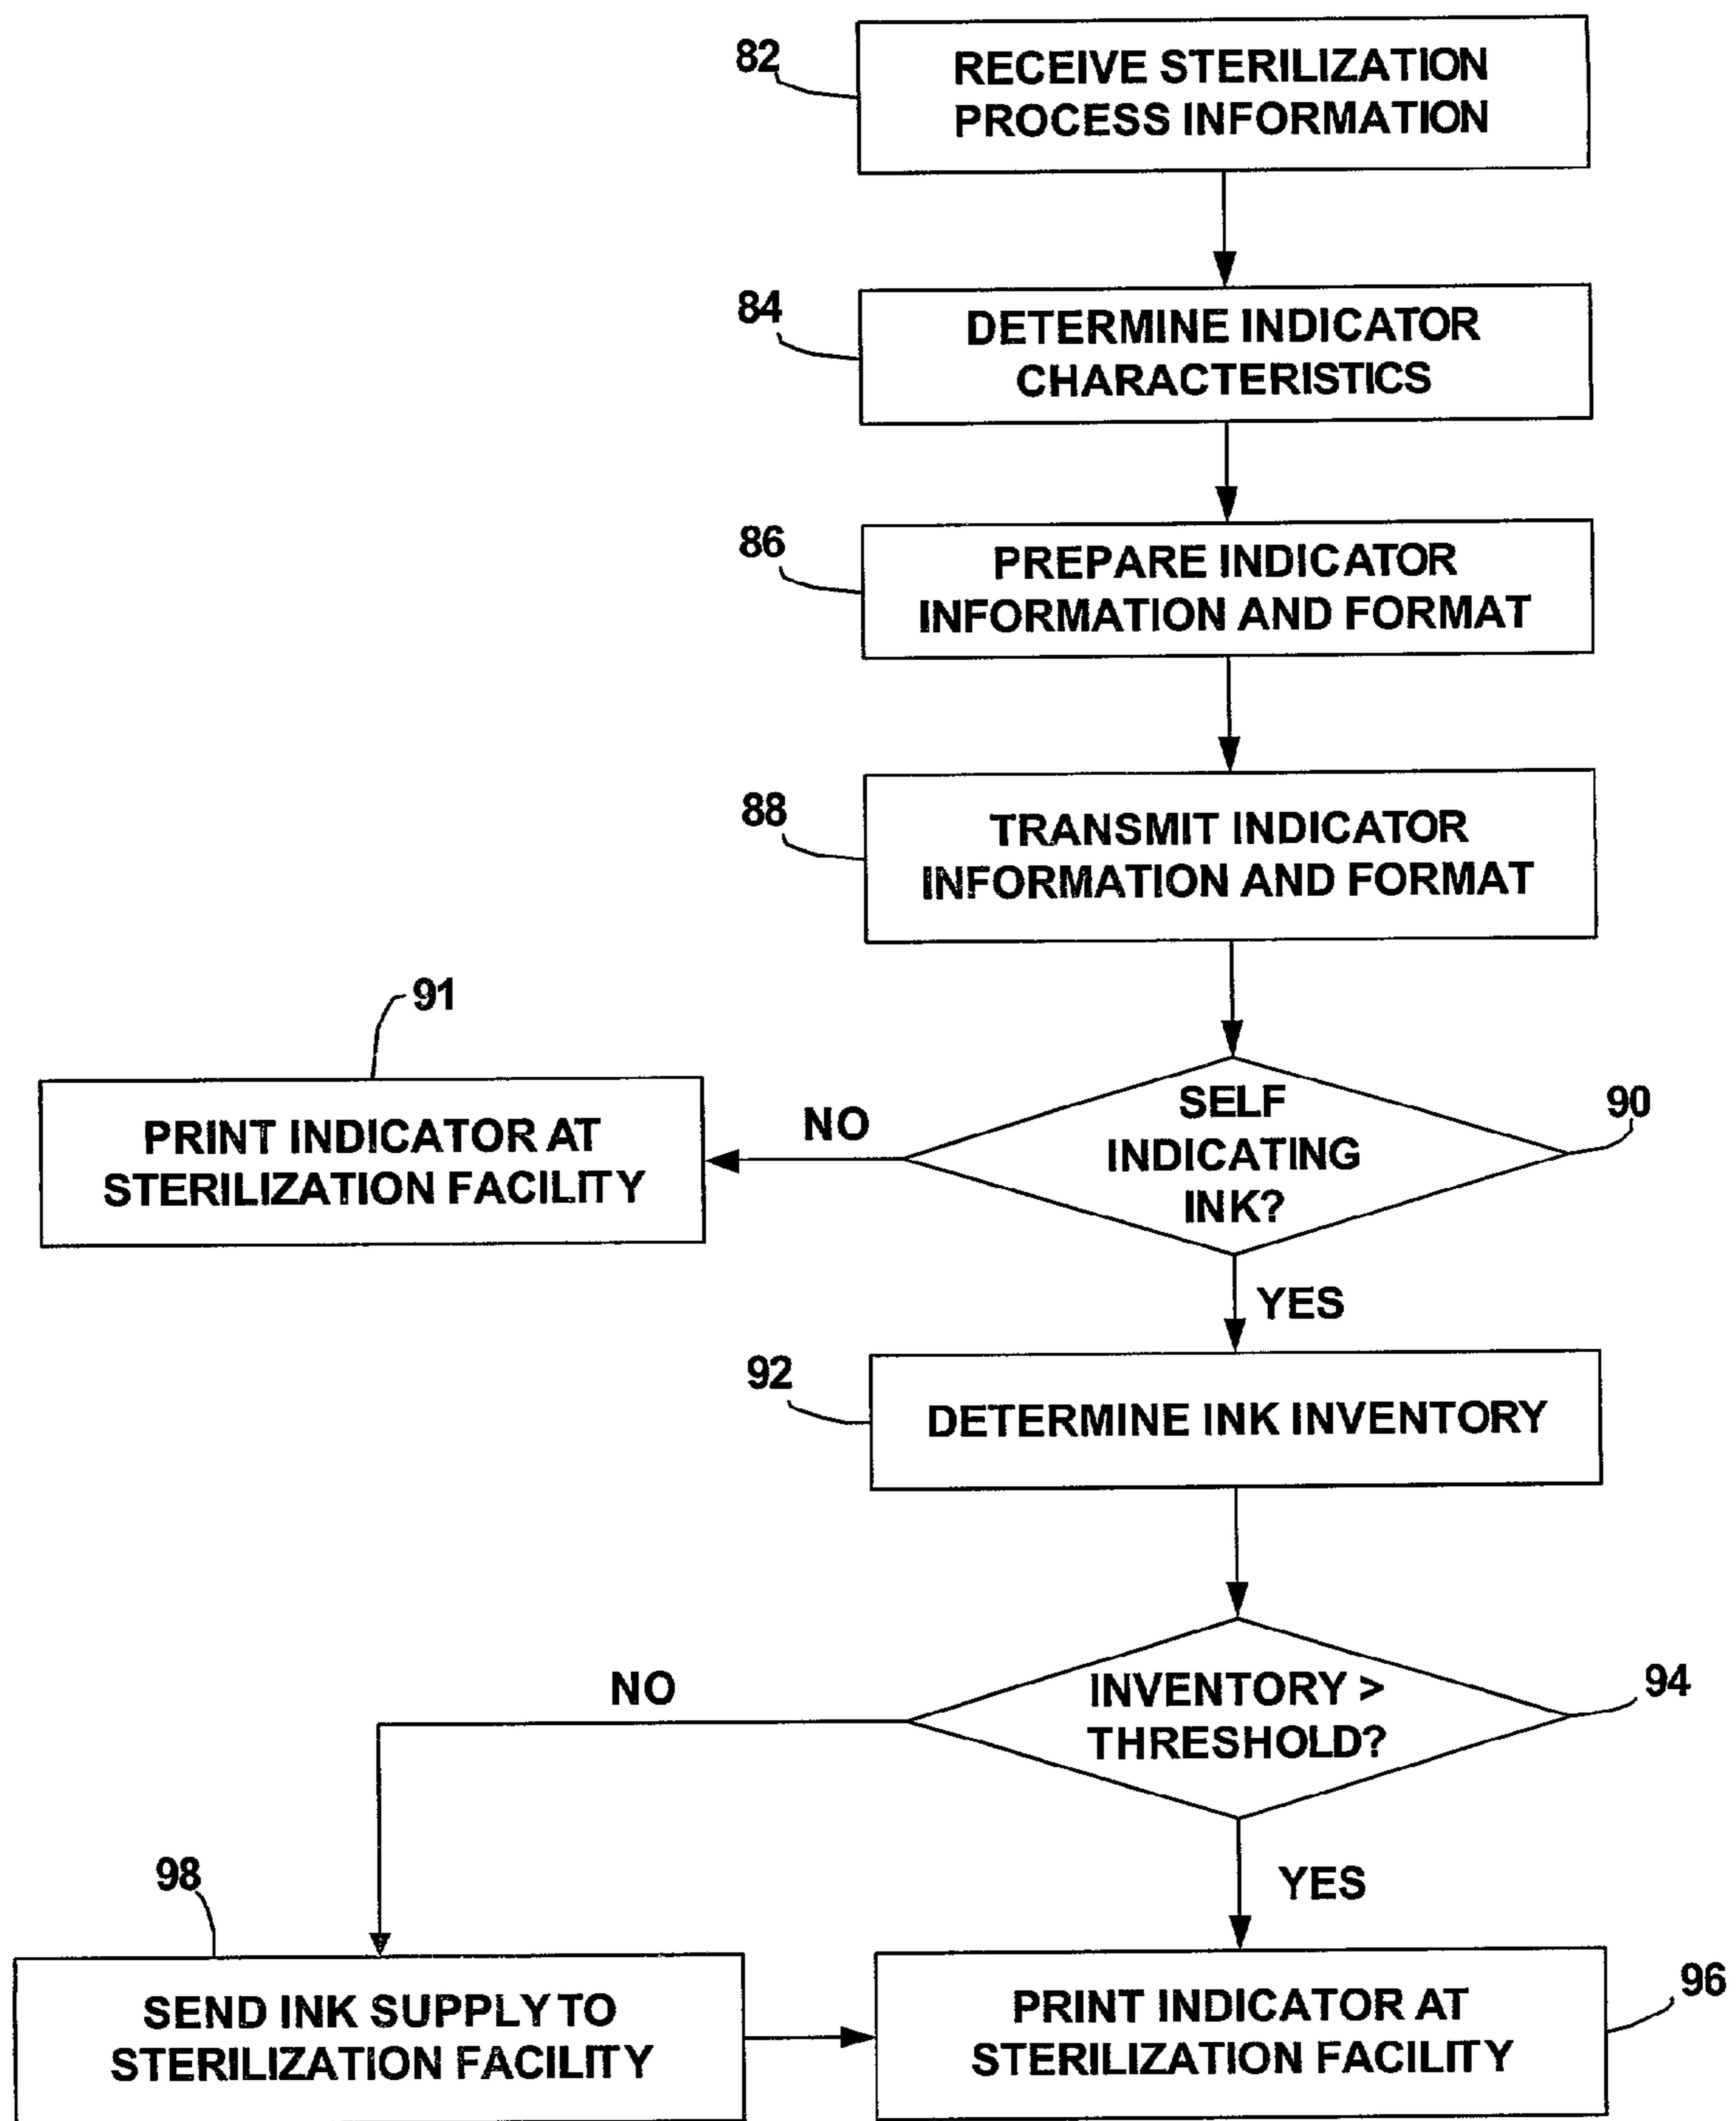 82
RECEIVE STERILIZATION
PROCESS INFORMATION
84
DETERMINE INDICATOR
CHARACTERISTICS
86
PREPARE INDICATOR
INFORMATION AND FORMAT
88
TRANSMIT INDICATOR
INFORMATION AND FORMAT
91
PRINT INDICATOR AT
STERILIZATION FACILITY
NO
SELF
INDICATING
INK?
90
YES
92
DETERMINE INK INVENTORY
NO
INVENTORY >
THRESHOLD?
94
YES
98
SEND INK SUPPLY TO
STERILIZATION FACILITY
PRINT INDICATOR AT
STERILIZATION FACILITY
96